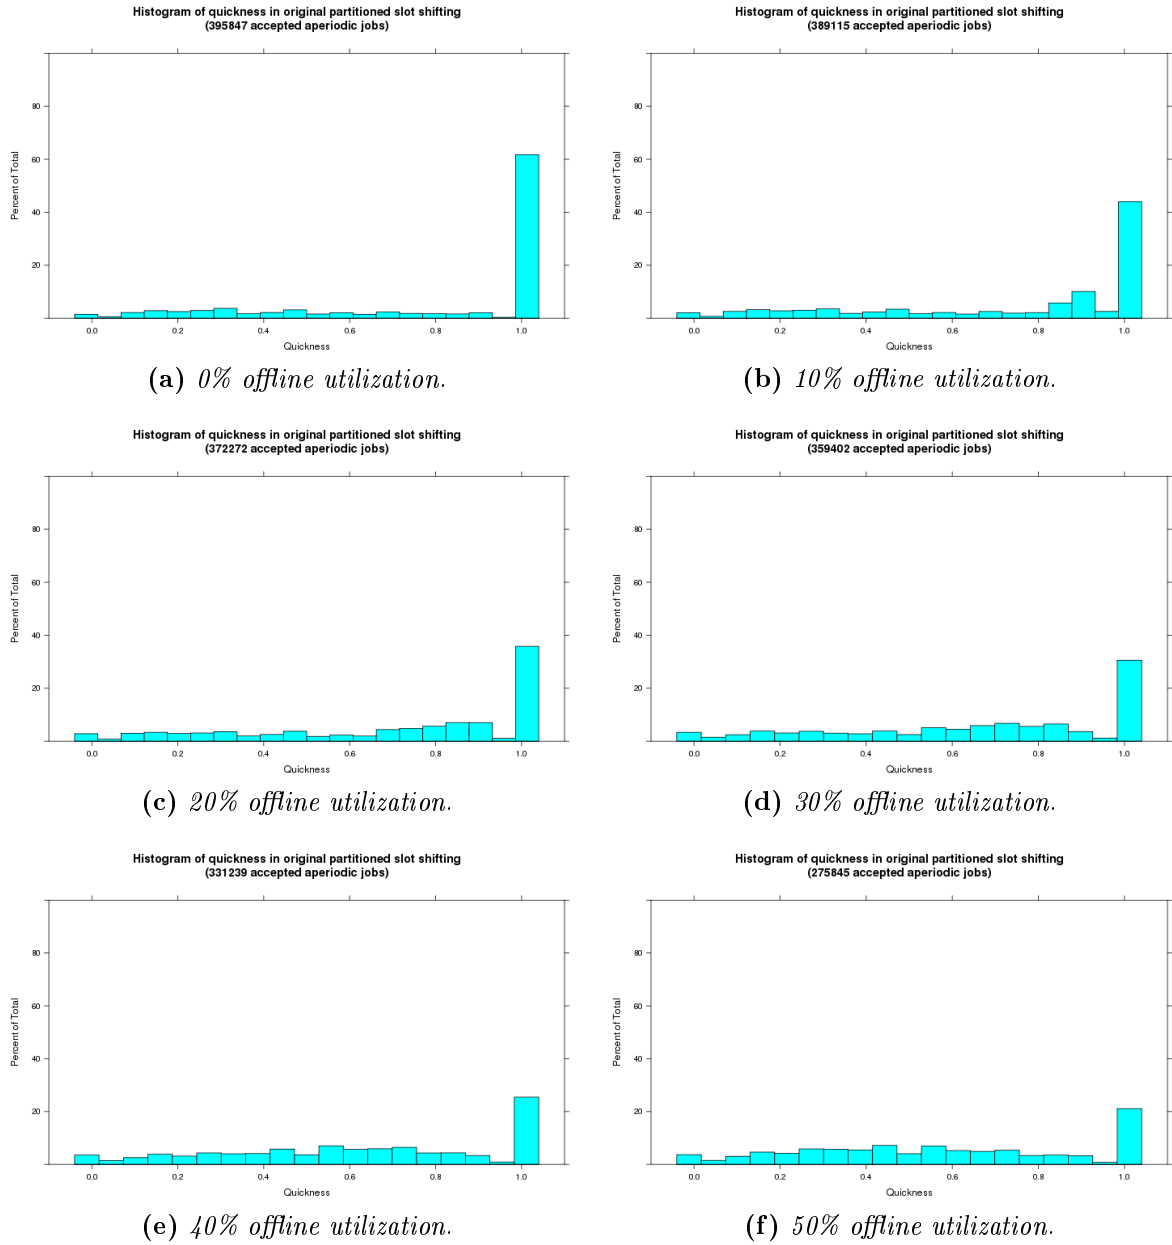 Histogram of quickness in original partitioned slot shifting
(395847 accepted aperiodic jobs)
80
60
40
20
Percent of Total
0.0 0.2 0.4 0.6 0.8 1.0
Quickness
(a) 0% offline utilization.
Histogram of quickness in original partitioned slot shifting
(389115 accepted aperiodic jobs)
80
60
40
20
Percent of Total
0.0 0.2 0.4 0.6 0.8 1.0
Quickness
(b) 10% offline utilization.
Histogram of quickness in original partitioned slot shifting
(372272 accepted aperiodic jobs)
80
60
40
20
Percent of Total
0.0 0.2 0.4 0.6 0.8 1.0
Quickness
(c) 20% offline utilization.
Histogram of quickness in original partitioned slot shifting
(359402 accepted aperiodic jobs)
80
60
40
20
Percent of Total
0.0 0.2 0.4 0.6 0.8 1.0
Quickness
(d) 30% offline utilization.
Histogram of quickness in original partitioned slot shifting
(331239 accepted aperiodic jobs)
80
60
40
20
Percent of Total
0.0 0.2 0.4 0.6 0.8 1.0
Quickness
(e) 40% offline utilization.
Histogram of quickness in original partitioned slot shifting
(275845 accepted aperiodic jobs)
80
60
40
20
Percent of Total
0.0 0.2 0.4 0.6 0.8 1.0
Quickness
(f) 50% offline utilization.